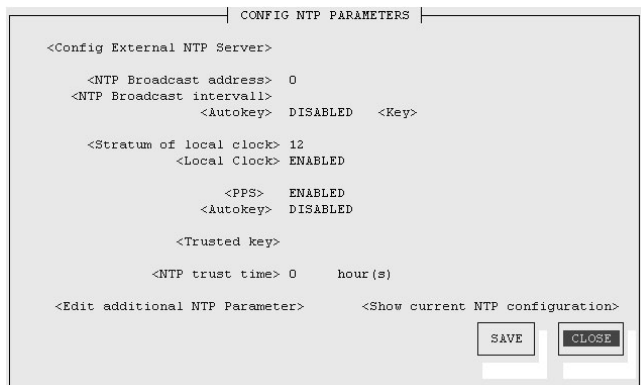 CONFIG NTP PARAMETERS
<Config External NTP Server>
<NTP Broadcast address> 0
<NTP Broadcast intervall>
<Autokey> DISABLED <Key>
<Stratum of local clock> 12
<Local Clock> ENABLED
<PPS> ENABLED
<Autokey> DISABLED
<Trusted key>
<NTP trust time> 0 hour(s)
<Edit additional NTP Parameter> <Show current NTP configuration>
SAVE CLOSE